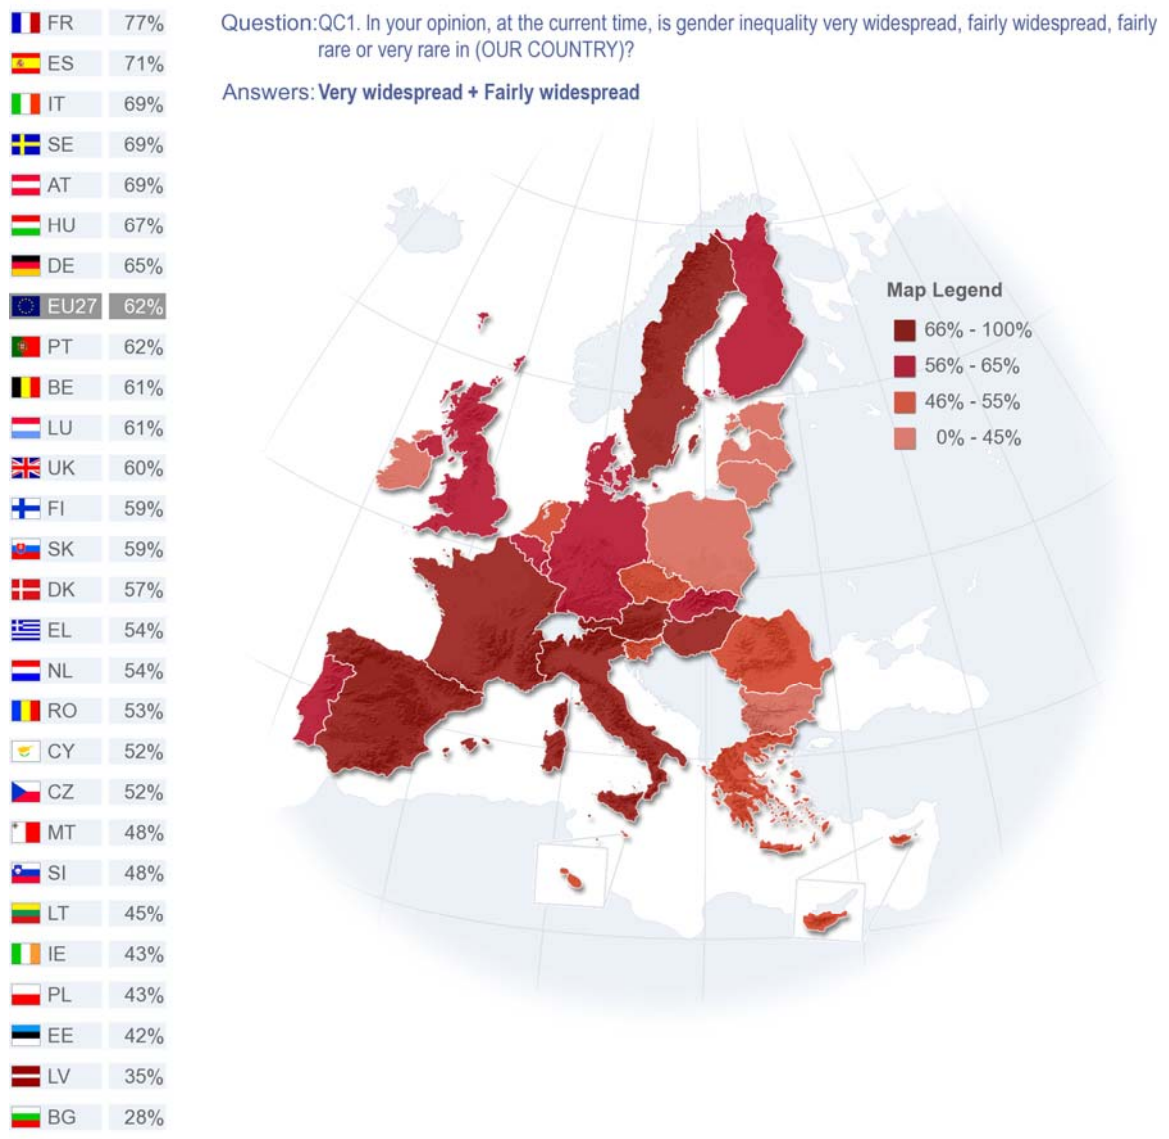 Question:QC1. In your opinion, at the current time, is gender inequality very widespread, fairly widespread, fairly
rare or very rare in (OUR COUNTRY)?
Answers: Very widespread + Fairly widespread
FR 77%
ES 71%
IT 69%
SE 69%
AT 69%
HU 67%
DE 65%
EU27 62%
PT 62%
BE 61%
LU 61%
UK 60%
FI 59%
SK 59%
DK 57%
EL 54%
NL 54%
RO 53%
CY 52%
CZ 52%
MT 48%
SI 48%
LT 45%
IE 43%
PL 43%
EE 42%
LV 35%
BG 28%
Map Legend
66% - 100%
56% - 65%
46% - 55%
0% - 45%